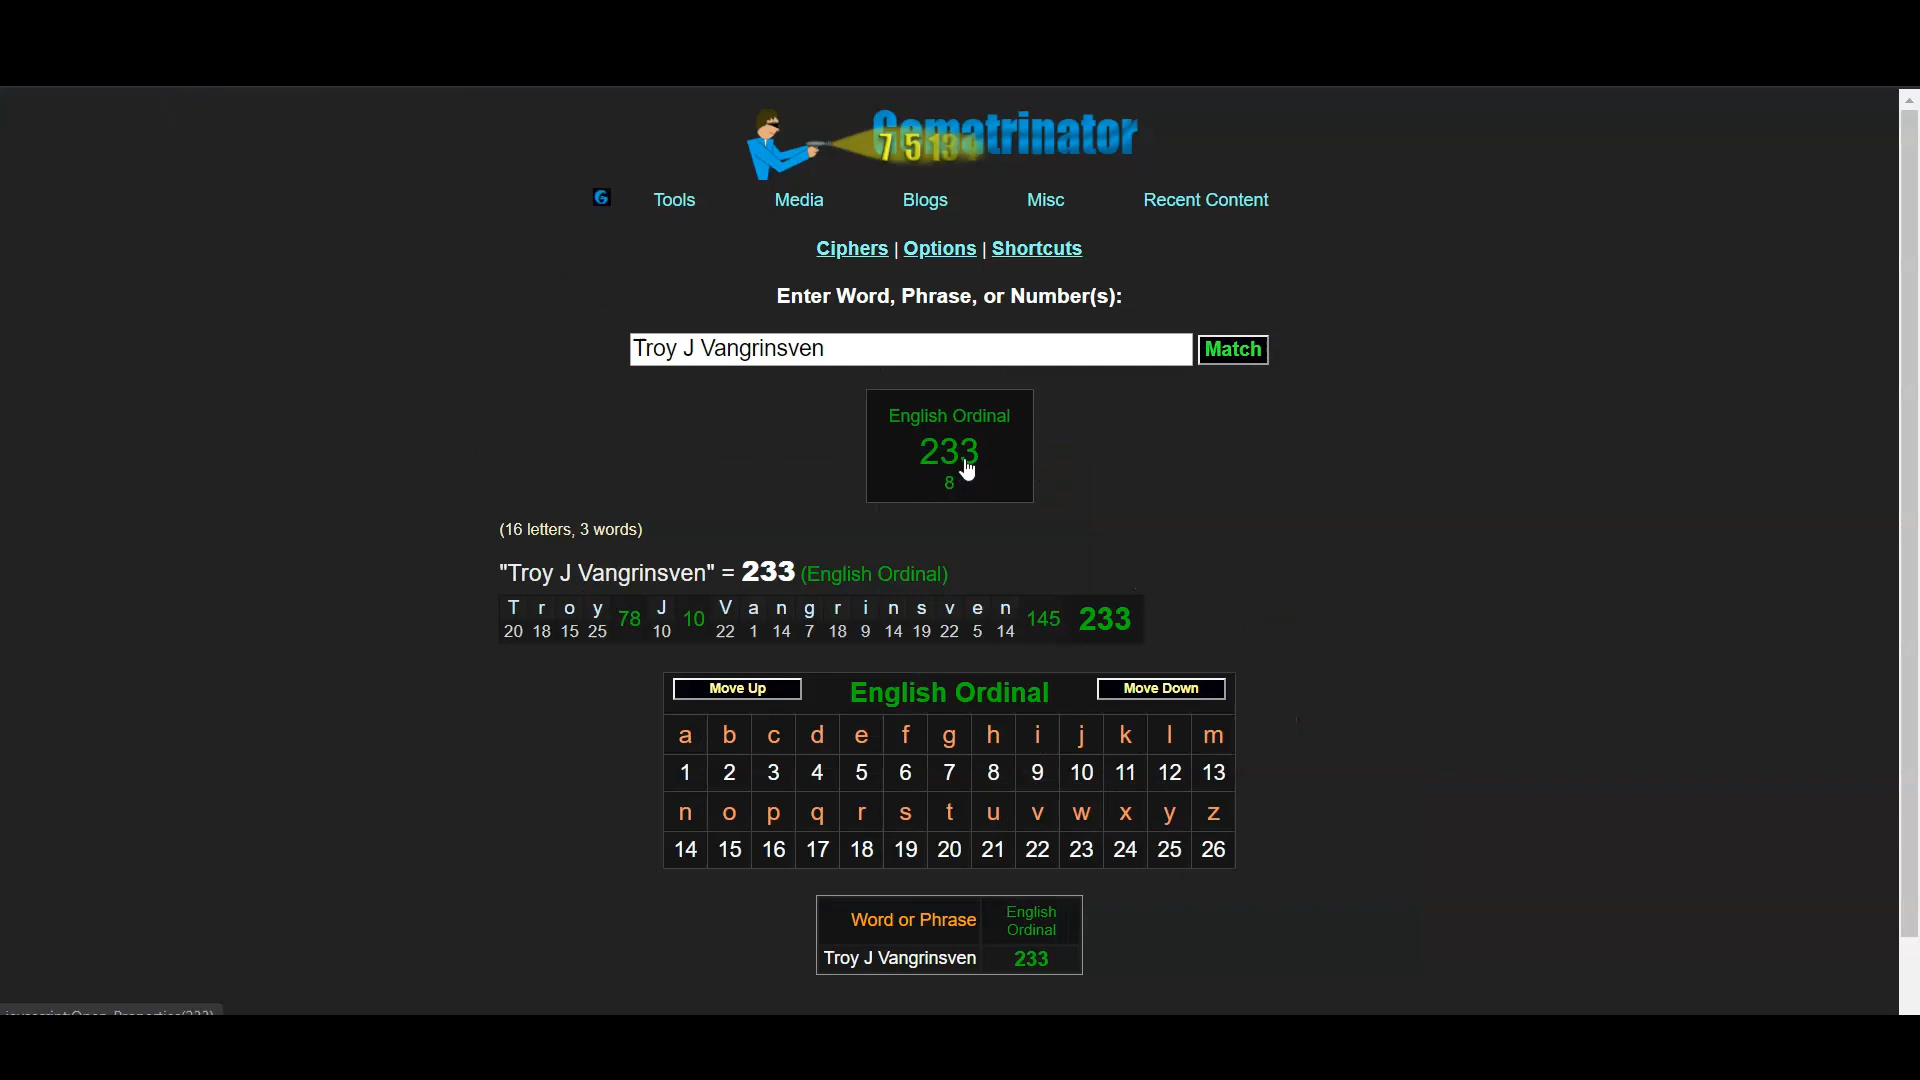 Gematrinator
7 5 13 4
G Tools Media Blogs Misc Recent Content
Ciphers | Options | Shortcuts
Enter Word, Phrase, or Number(s):
Troy J Vangrinsven Match
English Ordinal
233
8
(16 letters, 3 words)
"Troy J Vangrinsven" = 233 (English Ordinal)
T r o y 78 J 10 V a n g r i n s v e n 145 233
20 18 15 25 10 22 1 14 7 18 9 14 19 22 5 14
Move Up English Ordinal Move Down
a b c d e f g h i j k l m
1 2 3 4 5 6 7 8 9 10 11 12 13
n o p q r s t u v w x y z
14 15 16 17 18 19 20 21 22 23 24 25 26
Word or Phrase English Ordinal
Troy J Vangrinsven 233